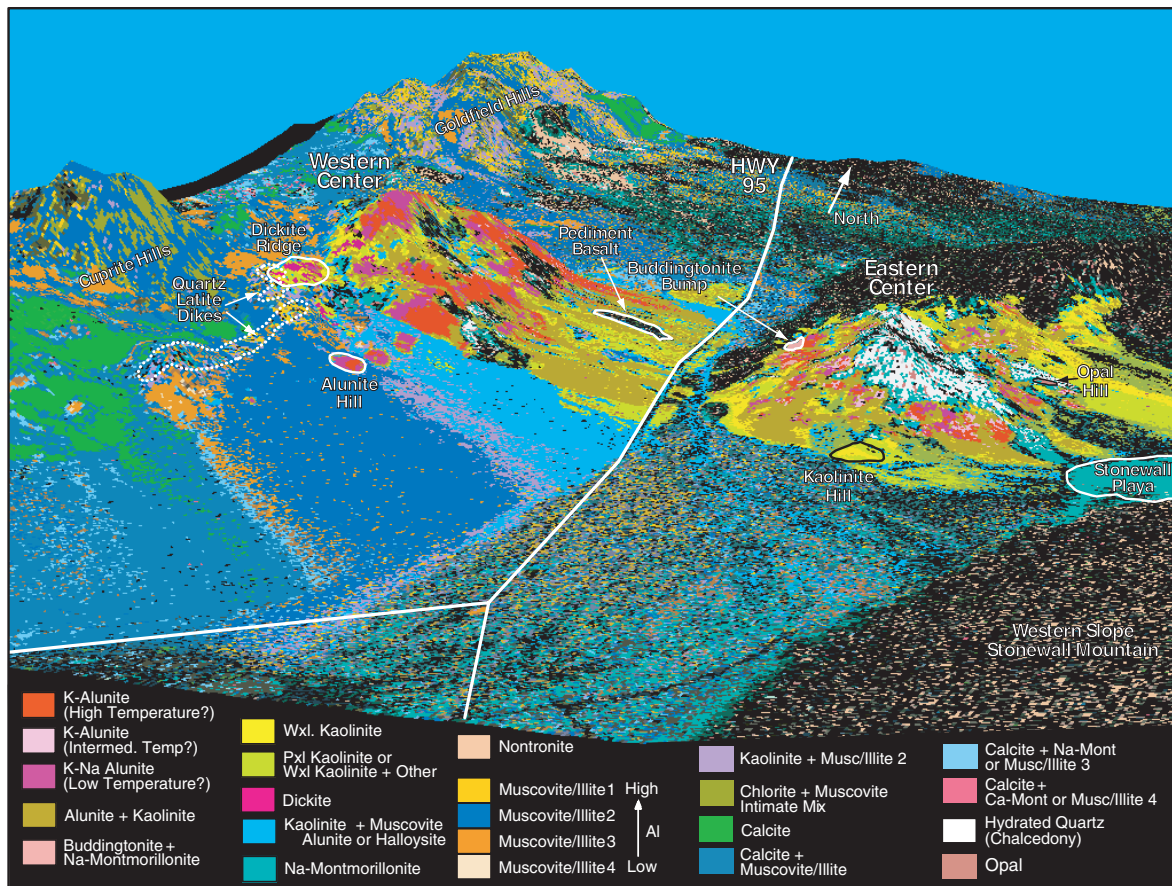 Goldfield Hills
Western
Center
HWY
95
North
Dickite
Ridge
Pediment
Basalt
Buddingtonite
Bump
Eastern
Center
Cuprite Hills
Quartz
Latite
Dikes
Opal
Hill
Alunite
Hill
Kaolinite
Hill
Stonewall
Playa
Western Slope
Stonewall Mountain
K-Alunite
(High Temperature?)
K-Alunite
(Intermed. Temp?)
K-Na Alunite
(Low Temperature?)
Alunite + Kaolinite
Buddingtonite +
Na-Montmorillonite
Wxl. Kaolinite
Pxl Kaolinite or
Wxl Kaolinite + Other
Dickite
Kaolinite + Muscovite
Alunite or Halloysite
Na-Montmorillonite
Nontronite
Muscovite/Illite1 High
Muscovite/Illite2
Al
Muscovite/Illite3
Muscovite/Illite4 Low
Kaolinite + Musc/Illite 2
Chlorite + Muscovite
Intimate Mix
Calcite
Calcite +
Muscovite/Illite
Calcite + Na-Mont
or Musc/Illite 3
Calcite +
Ca-Mont or Musc/Illite 4
Hydrated Quartz
(Chalcedony)
Opal